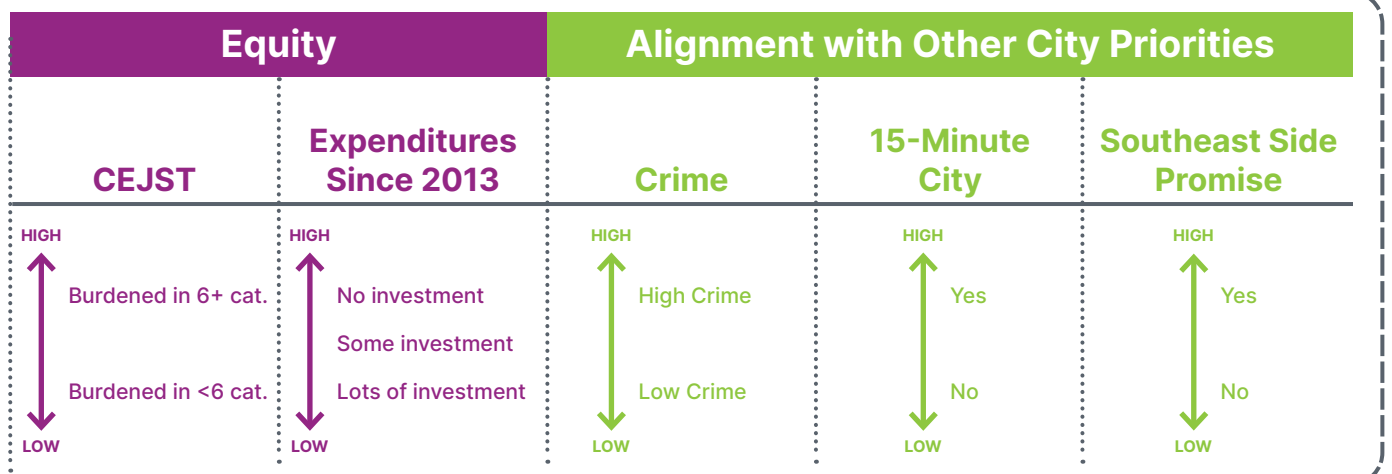 Equity
Alignment with Other City Priorities
CEJST
Expenditures
Since 2013
Crime
15-Minute
City
Southeast Side
Promise
HIGH
Burdened in 6+ cat.
Burdened in <6 cat.
LOW
HIGH
No investment
Some investment
Lots of investment
LOW
HIGH
High Crime
Low Crime
LOW
HIGH
Yes
No
LOW
HIGH
Yes
No
LOW